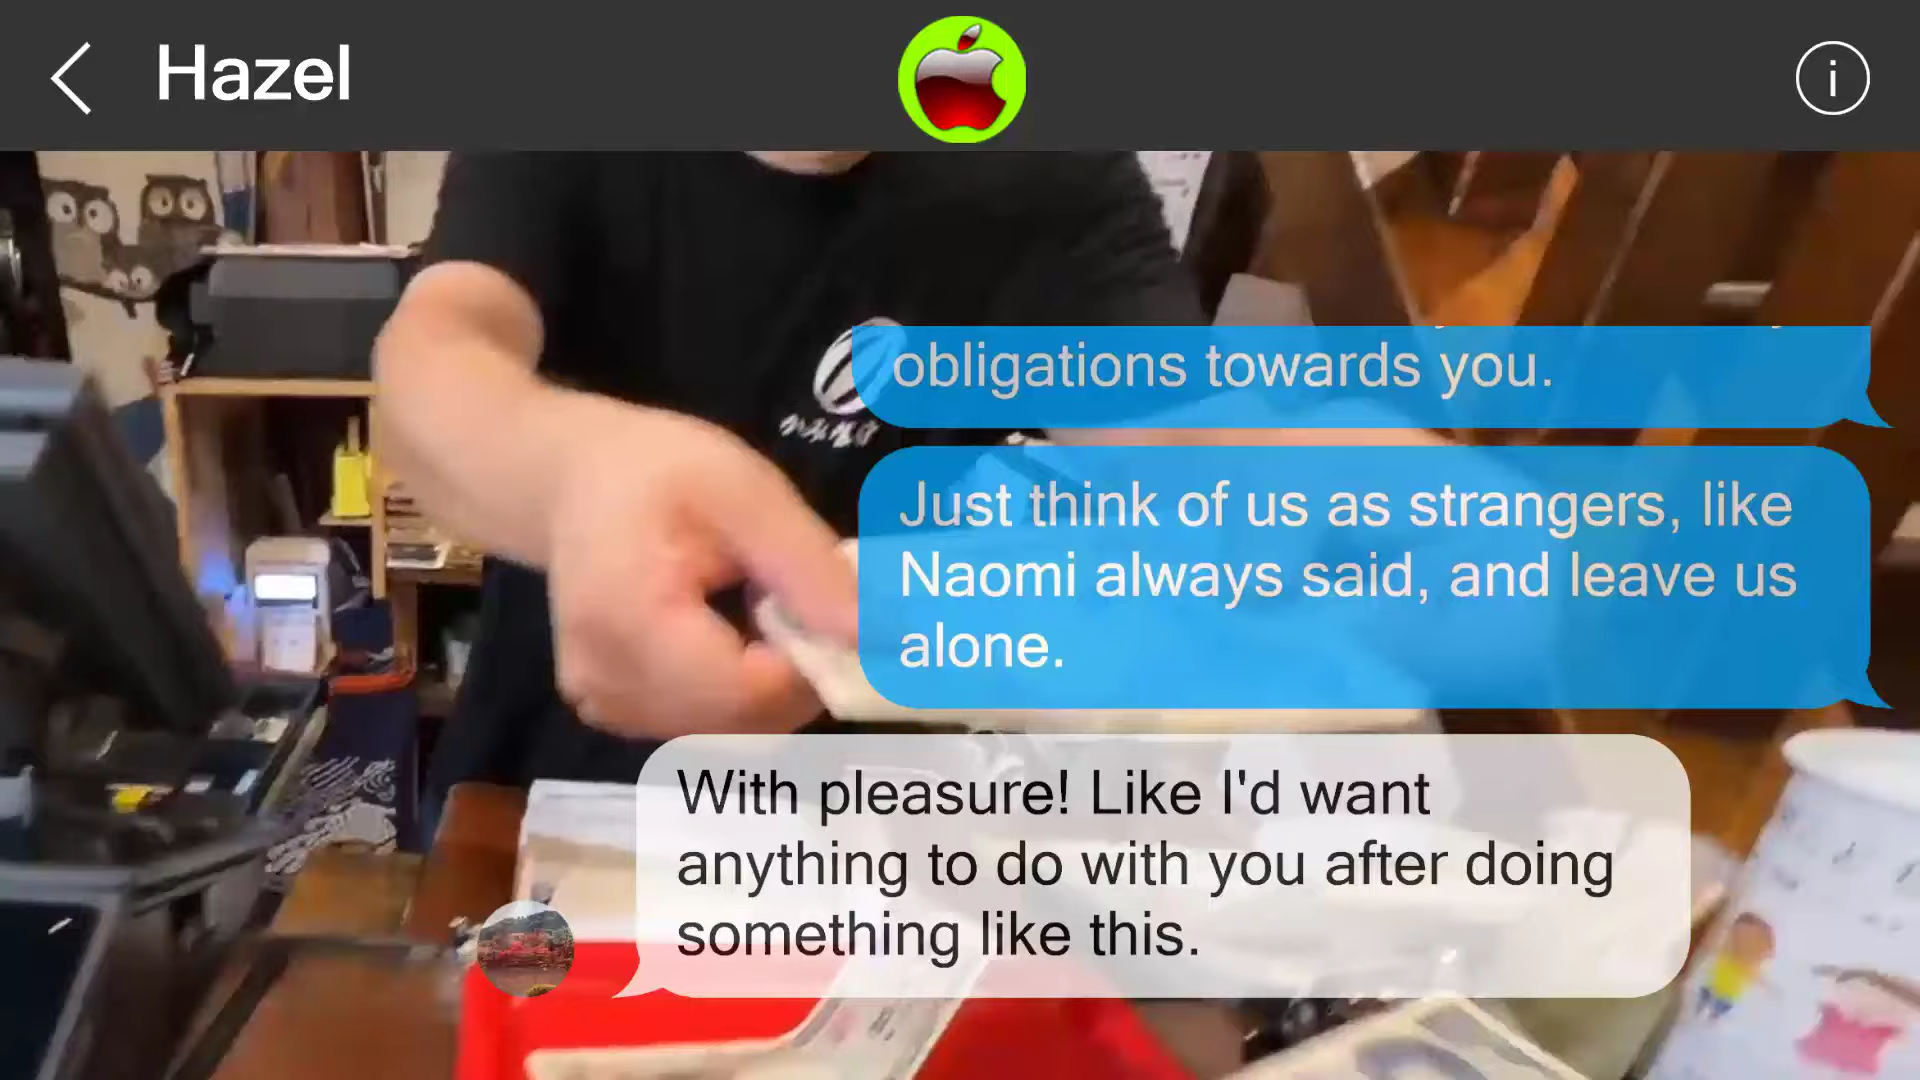 Hazel
i
obligations towards you.
Just think of us as strangers, like
Naomi always said, and leave us
alone.
With pleasure! Like I'd want
anything to do with you after doing
something like this.